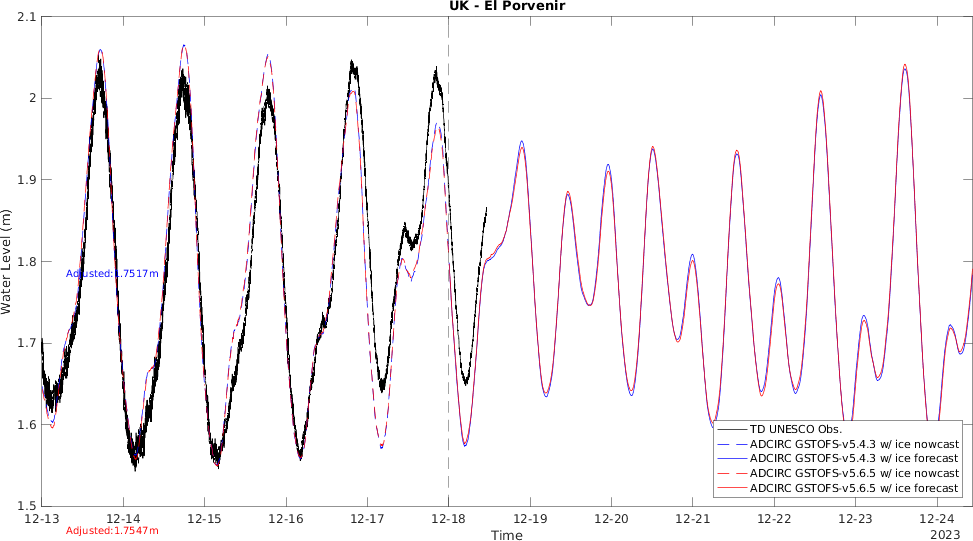 UK - El Porvenir
2.1
2
1.9
1.8
1.7
1.6
1.5
Water Level (m)
Adjusted:1.7517m
Adjusted:1.7547m
TD UNESCO Obs.
ADCIRC GSTOFS-v5.4.3 w/ ice nowcast
ADCIRC GSTOFS-v5.4.3 w/ ice forecast
ADCIRC GSTOFS-v5.6.5 w/ ice nowcast
ADCIRC GSTOFS-v5.6.5 w/ ice forecast
12-13 12-14 12-15 12-16 12-17 12-18 12-19 12-20 12-21 12-22 12-23 12-24
Time
2023